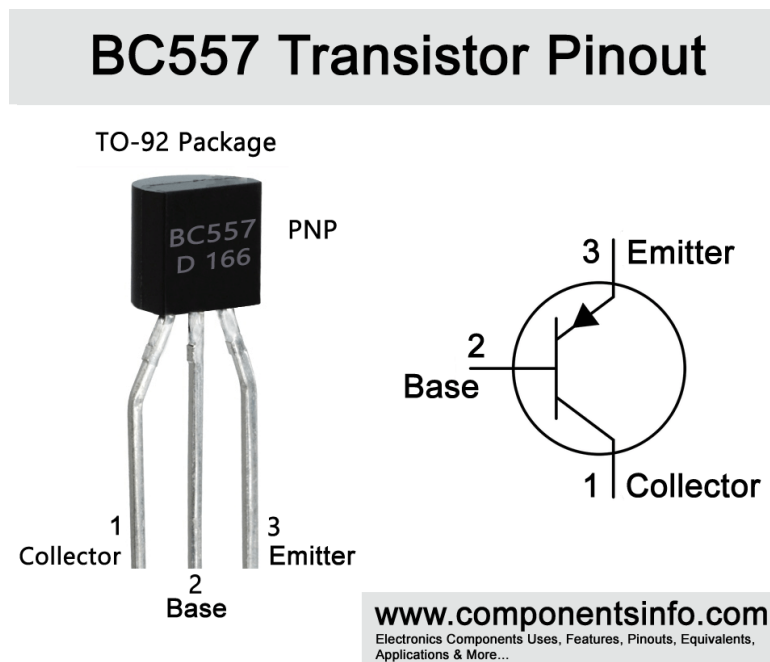 BC557 Transistor Pinout
TO-92 Package
BC557
D 166
PNP
3 Emitter
2
Base
1 Collector
1
Collector
2
Base
3
Emitter
www.componentsinfo.com
Electronics Components Uses, Features, Pinouts, Equivalents,
Applications & More...